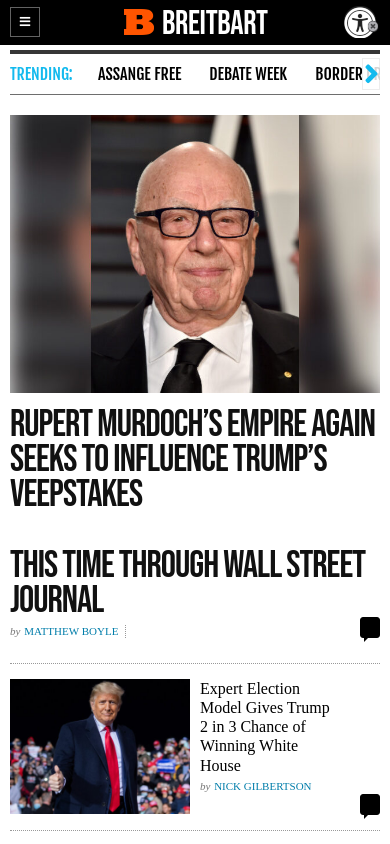 B BREITBART
TRENDING: ASSANGE FREE DEBATE WEEK BORDER
RUPERT MURDOCH’S EMPIRE AGAIN
SEEKS TO INFLUENCE TRUMP’S
VEEPSTAKES
THIS TIME THROUGH WALL STREET
JOURNAL
by MATTHEW BOYLE
Expert Election
Model Gives Trump
2 in 3 Chance of
Winning White
House
by NICK GILBERTSON